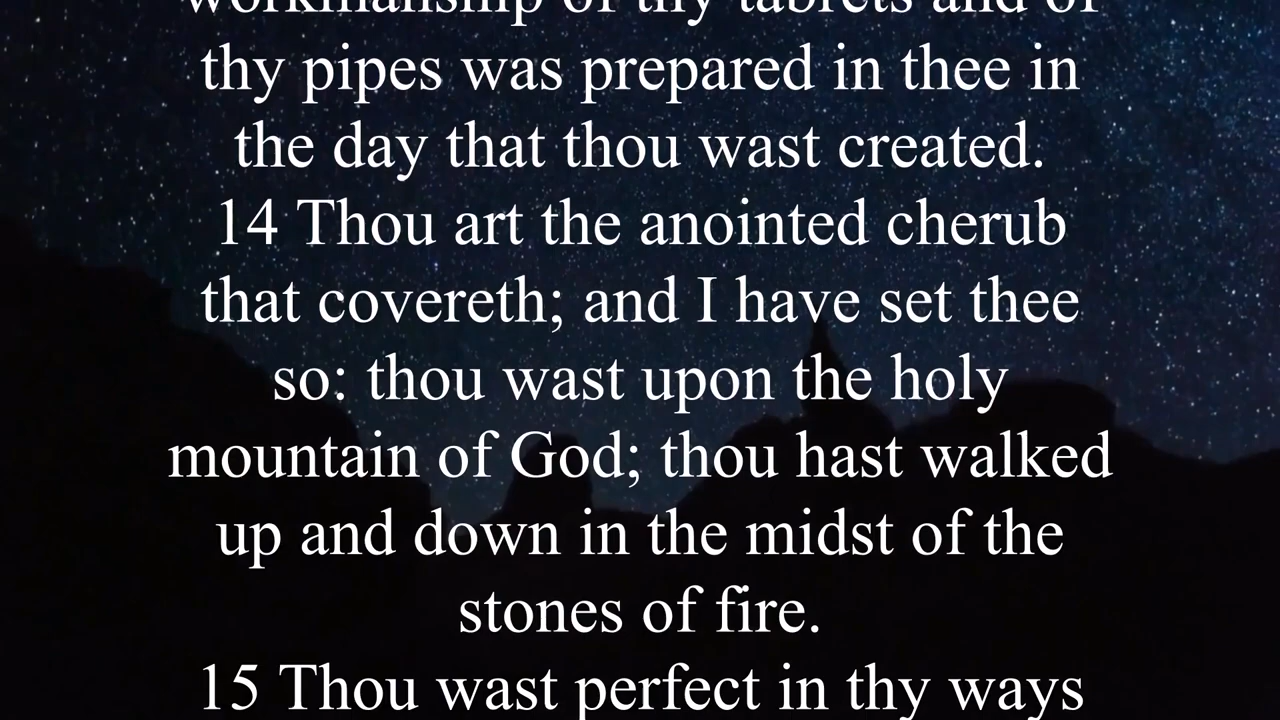 workmanship of thy tabrets and of
thy pipes was prepared in thee in
the day that thou wast created.
14 Thou art the anointed cherub
that covereth; and I have set thee
so: thou wast upon the holy
mountain of God; thou hast walked
up and down in the midst of the
stones of fire.
15 Thou wast perfect in thy ways